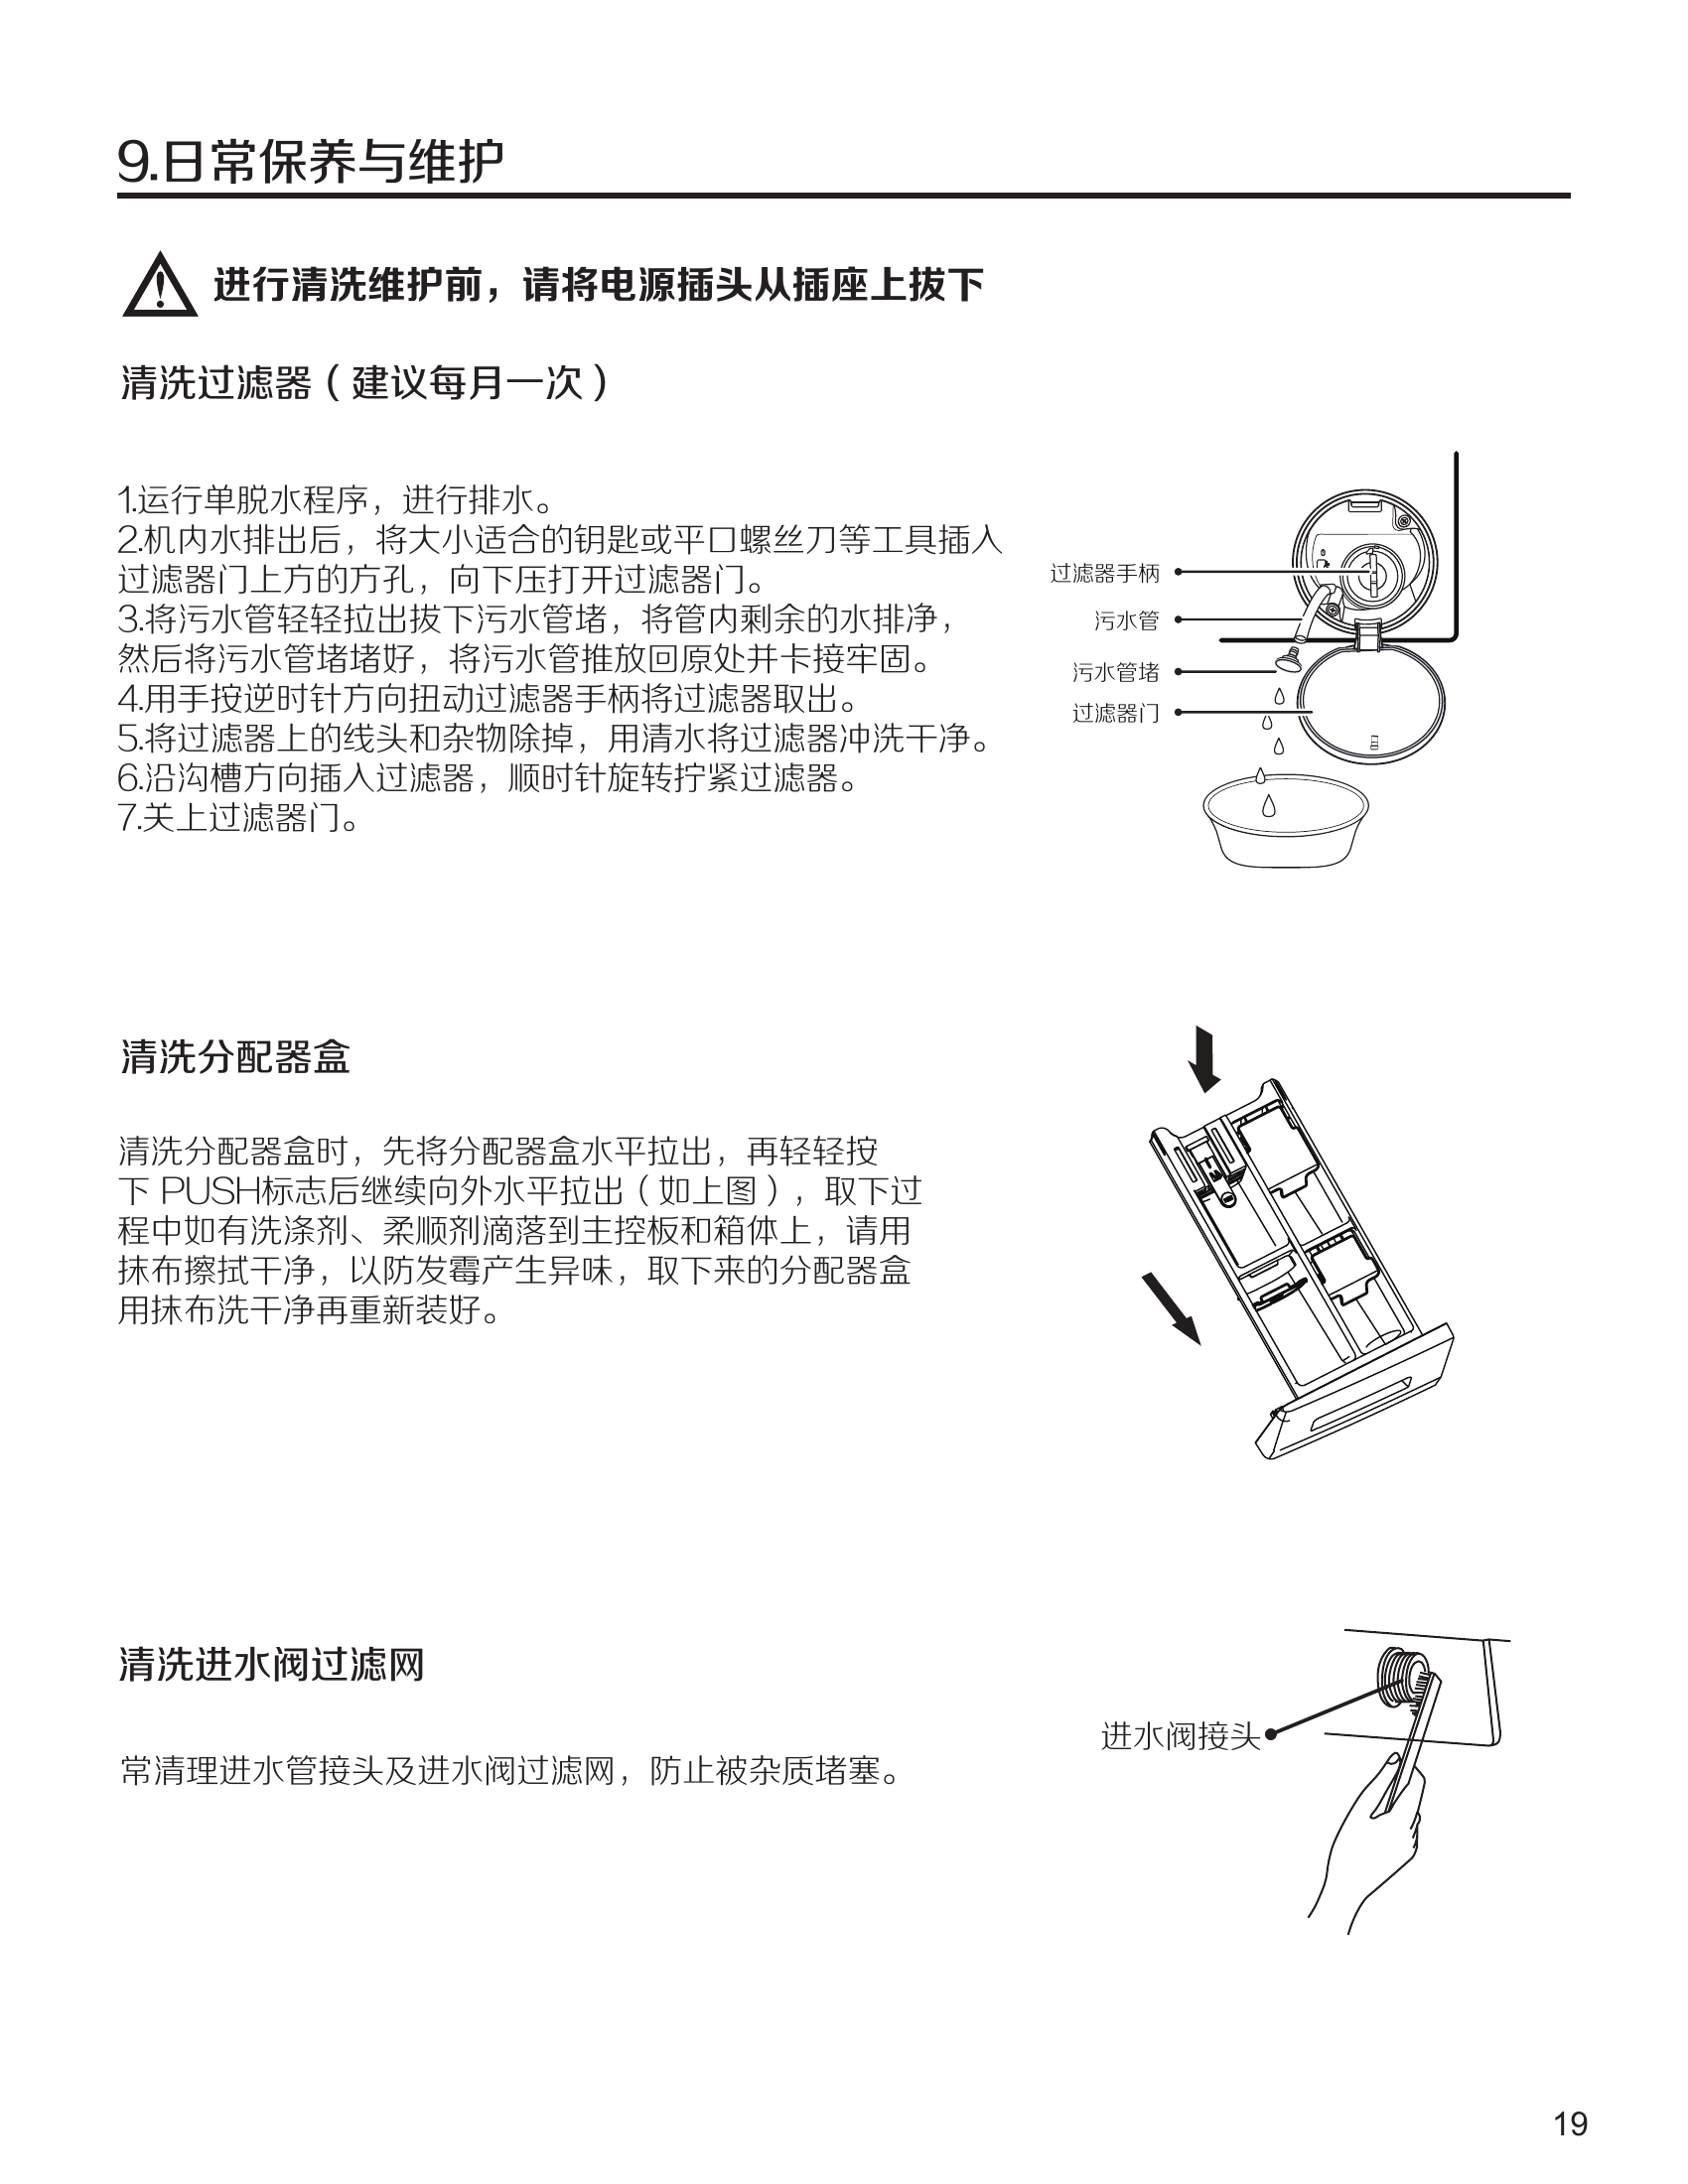 9.日常保养与维护
进行清洗维护前，请将电源插头从插座上拔下
清洗过滤器（建议每月一次）
1.运行单脱水程序，进行排水。
2.机内水排出后，将大小适合的钥匙或平口螺丝刀等工具插入
过滤器门上方的方孔，向下压打开过滤器门。
3.将污水管轻轻拉出拔下污水管堵，将管内剩余的水排净，
然后将污水管堵堵好，将污水管推放回原处并卡接牢固。
4.用手按逆时针方向扭动过滤器手柄将过滤器取出。
5.将过滤器上的线头和杂物除掉，用清水将过滤器冲洗干净。
6.沿沟槽方向插入过滤器，顺时针旋转拧紧过滤器。
7.关上过滤器门。
过滤器手柄
污水管
污水管堵
过滤器门
清洗分配器盒
清洗分配器盒时，先将分配器盒水平拉出，再轻轻按
下 PUSH标志后继续向外水平拉出（如上图），取下过
程中如有洗涤剂、柔顺剂滴落到主控板和箱体上，请用
抹布擦拭干净，以防发霉产生异味，取下来的分配器盒
用抹布洗干净再重新装好。
清洗进水阀过滤网
常清理进水管接头及进水阀过滤网，防止被杂质堵塞。
进水阀接头
19